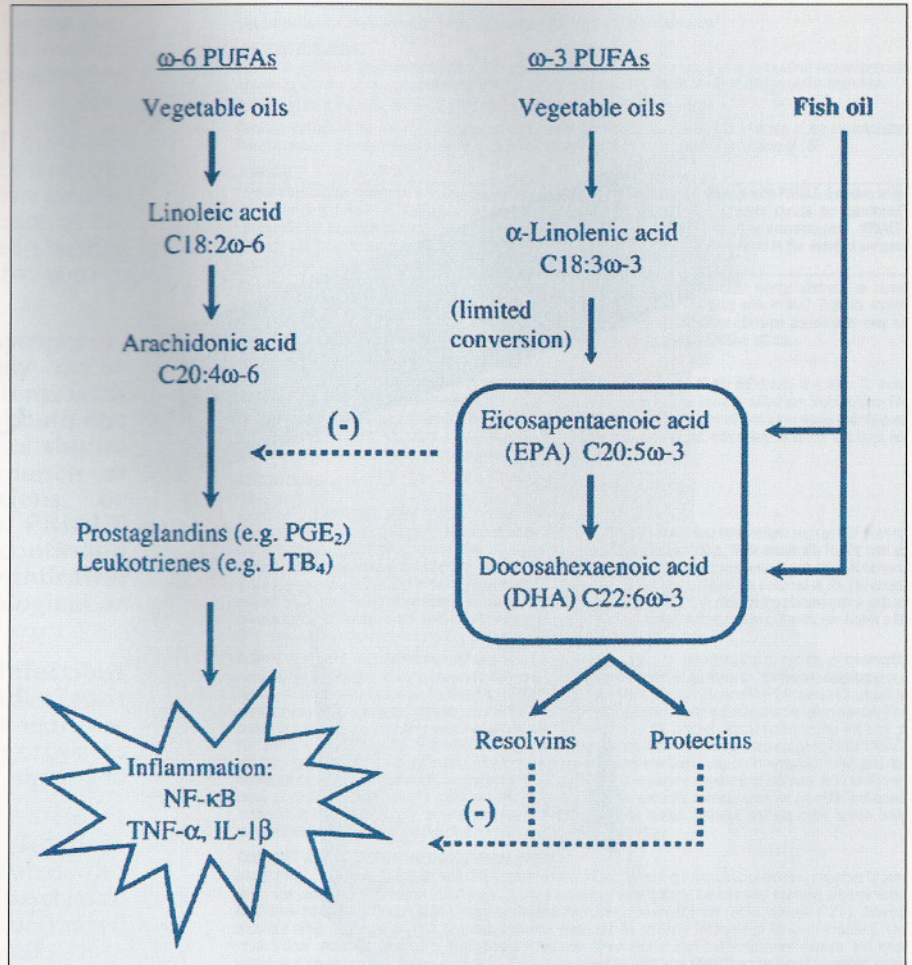 ω-6 PUFAs
Vegetable oils
Linoleic acid
C18:2ω-6
Arachidonic acid
C20:4ω-6
Prostaglandins (e.g. PGE₂)
Leukotrienes (e.g. LTB₄)
Inflammation:
NF-κB
TNF-α, IL-1β
ω-3 PUFAs
Vegetable oils
α-Linolenic acid
C18:3ω-3
(limited
conversion)
Fish oil
Eicosapentaenoic acid
(EPA) C20:5ω-3
(-)
Docosahexaenoic acid
(DHA) C22:6ω-3
Resolvins
Protectins
(-)